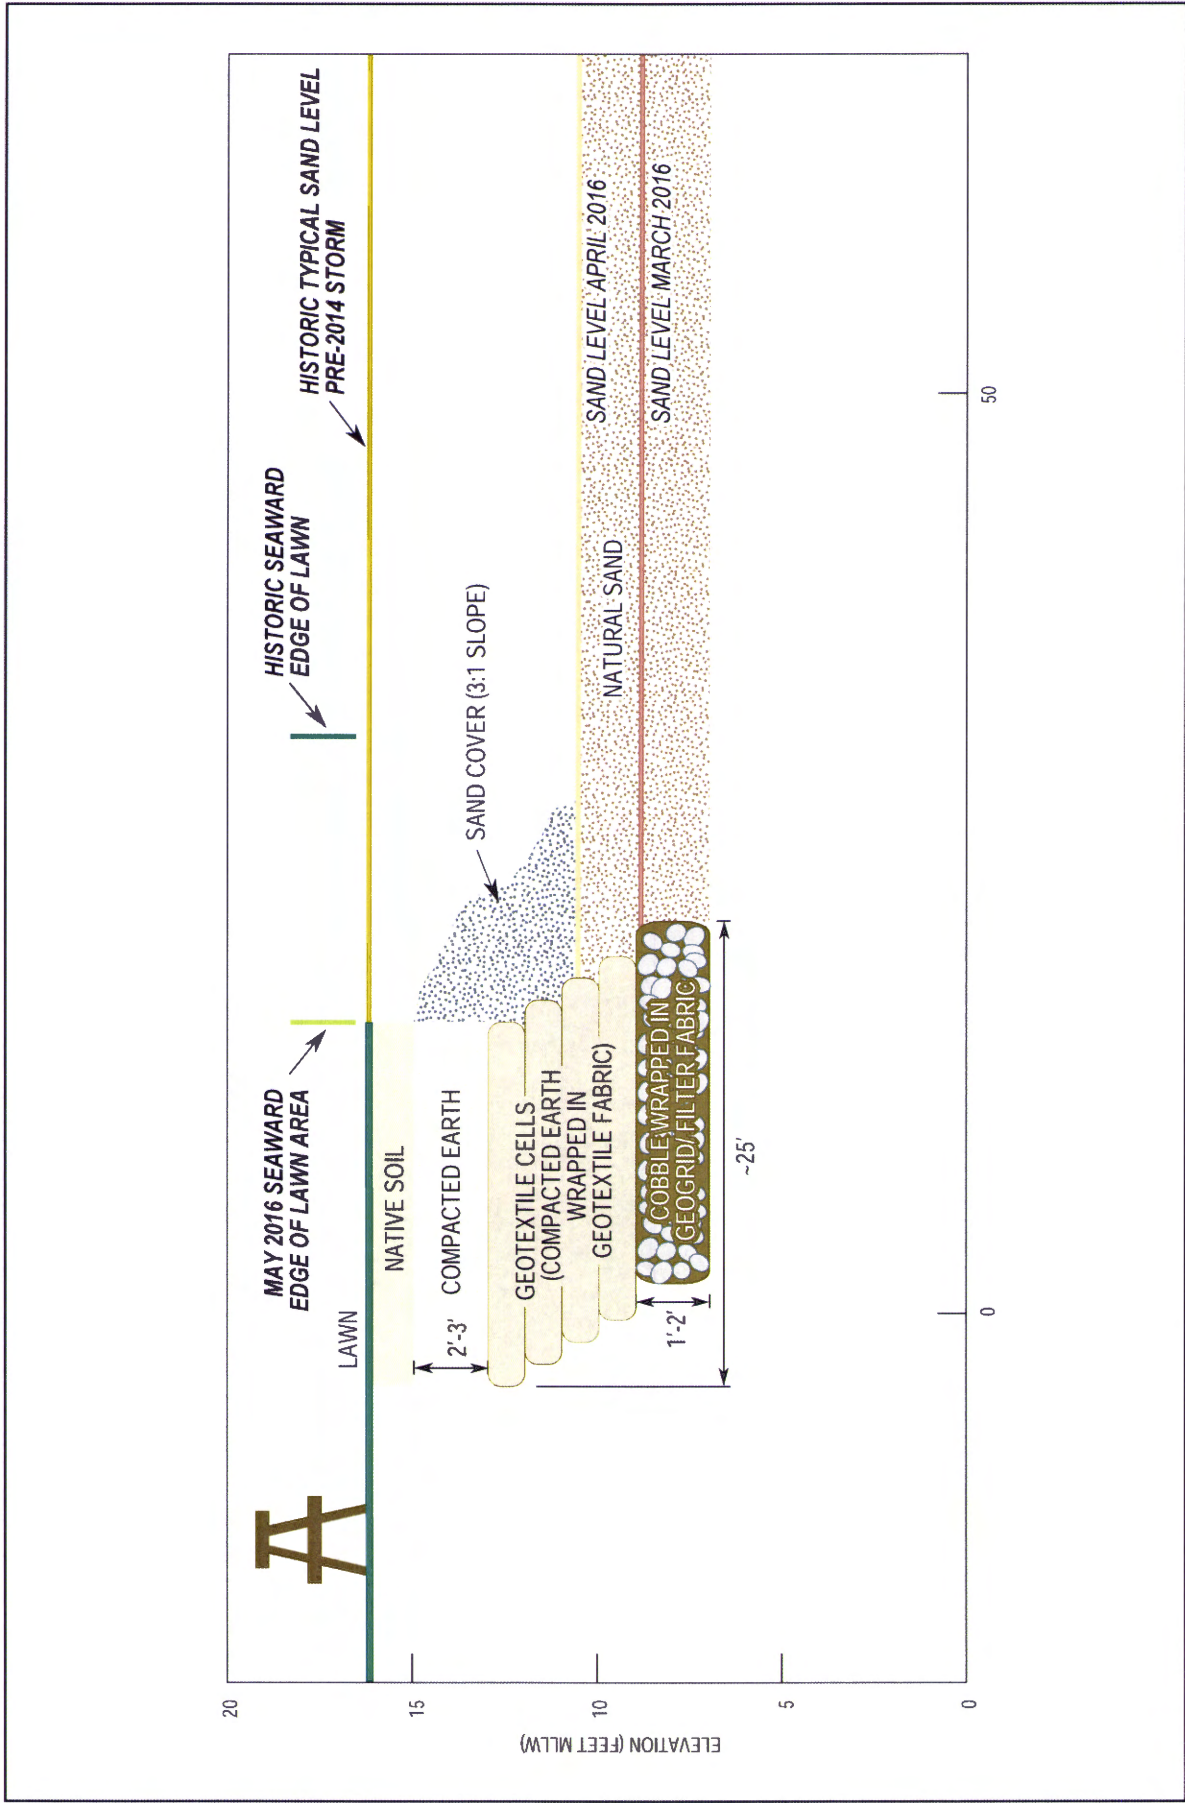 MAY 2016 SEAWARD
EDGE OF LAWN AREA
HISTORIC SEAWARD
EDGE OF LAWN
HISTORIC TYPICAL SAND LEVEL
PRE-2014 STORM
LAWN
NATIVE SOIL
2'-3'
COMPACTED EARTH
SAND COVER (3:1 SLOPE)
GEOTEXTILE CELLS
(COMPACTED EARTH
WRAPPED IN
GEOTEXTILE FABRIC)
NATURAL SAND
SAND LEVEL APRIL 2016
SAND LEVEL MARCH 2016
1'-2'
COBBLE WRAPPED IN
GEOGRID/FILTER FABRIC
~25'
ELEVATION (FEET MLLW)
20
15
10
5
0
0
50